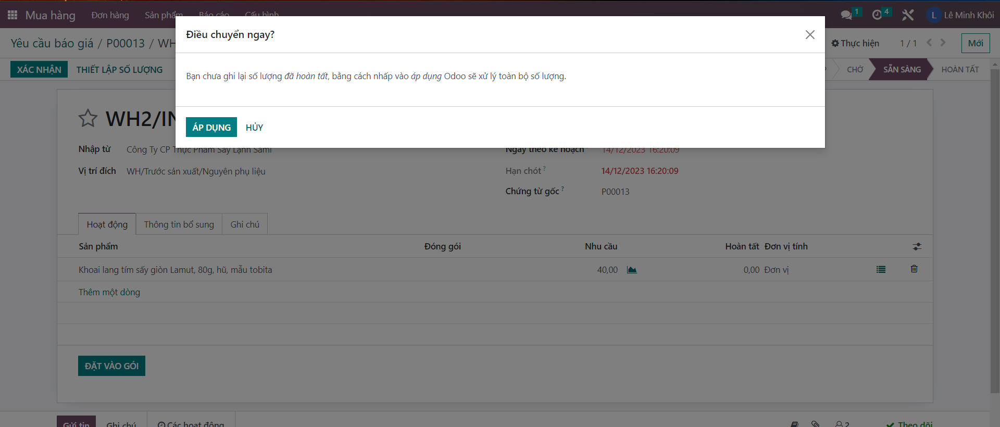 Mua hàng Đơn hàng Sản phẩm Báo cáo Cấu hình 1 4 L Lê Minh Khôi
Điều chuyển ngay?
Yêu cầu báo giá / P00013 / WH Thực hiện 1 / 1 Mới
XÁC NHẬN THIẾT LẬP SỐ LƯỢNG CHỜ SẴN SÀNG HOÀN TẤT
Bạn chưa ghi lại số lượng đã hoàn tất, bằng cách nhấp vào áp dụng Odoo sẽ xử lý toàn bộ số lượng.
ÁP DỤNG HỦY
WH2/IN
Nhập từ Công Ty CP Thực Phẩm Sấy Lạnh Sami Ngày theo kế hoạch 14/12/2023 16:20:09
Vị trí đích WH/Trước sản xuất/Nguyên phụ liệu Hạn chót ? 14/12/2023 16:20:09
Chứng từ gốc ? P00013
Hoạt động Thông tin bổ sung Ghi chú
Sản phẩm Đóng gói Nhu cầu Hoàn tất Đơn vị tính
Khoai lang tím sấy giòn Lamut, 80g, hũ, mẫu tobita 40,00 0,00 Đơn vị
Thêm một dòng
ĐẶT VÀO GÓI
Gửi tin Ghi chú Các hoạt động 2 Theo dõi